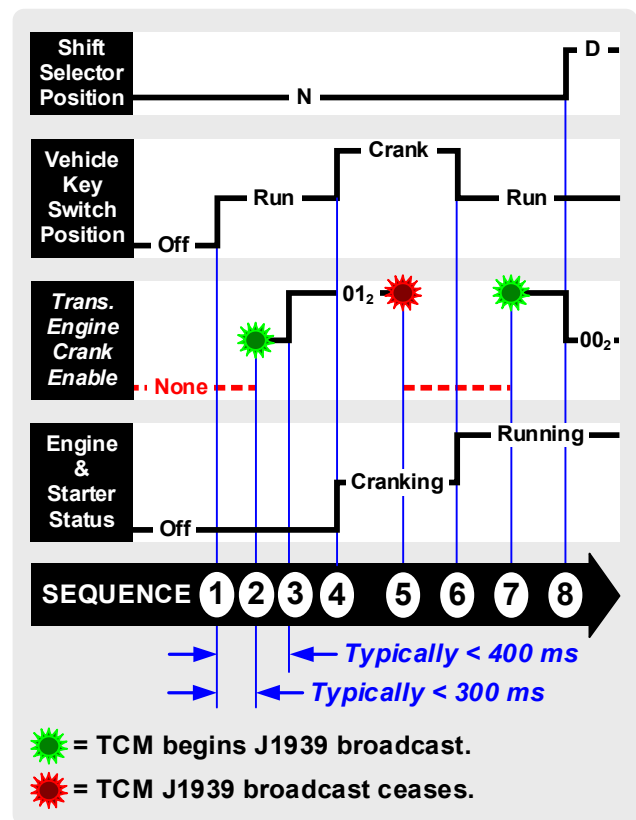 Shift
Selector
Position
N
D
Vehicle
Key
Switch
Position
Off
Run
Crank
Run
Trans.
Engine
Crank
Enable
None
01₂
00₂
Engine
&
Starter
Status
Off
Cranking
Running
SEQUENCE 1 2 3 4 5 6 7 8
Typically < 400 ms
Typically < 300 ms
= TCM begins J1939 broadcast.
= TCM J1939 broadcast ceases.